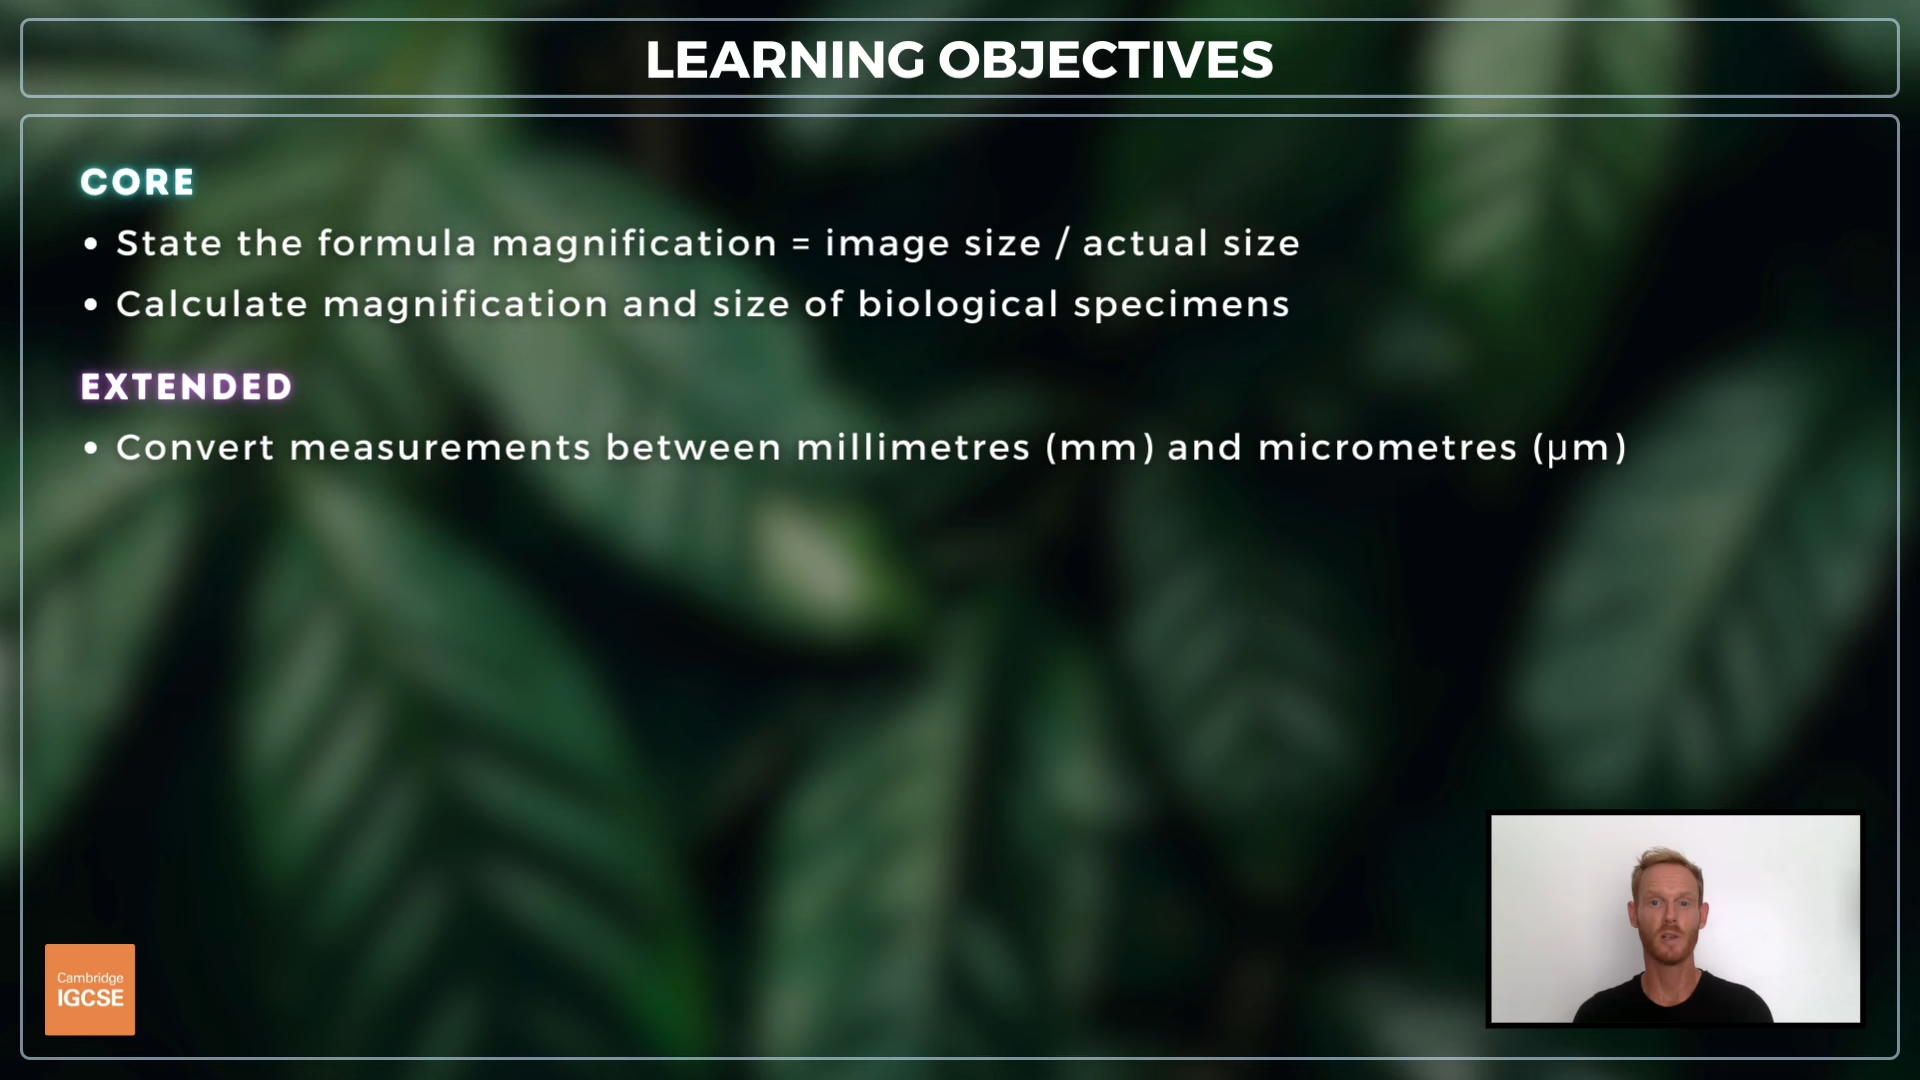 LEARNING OBJECTIVES
CORE
• State the formula magnification = image size / actual size
• Calculate magnification and size of biological specimens
EXTENDED
• Convert measurements between millimetres (mm) and micrometres (μm)
Cambridge
IGCSE